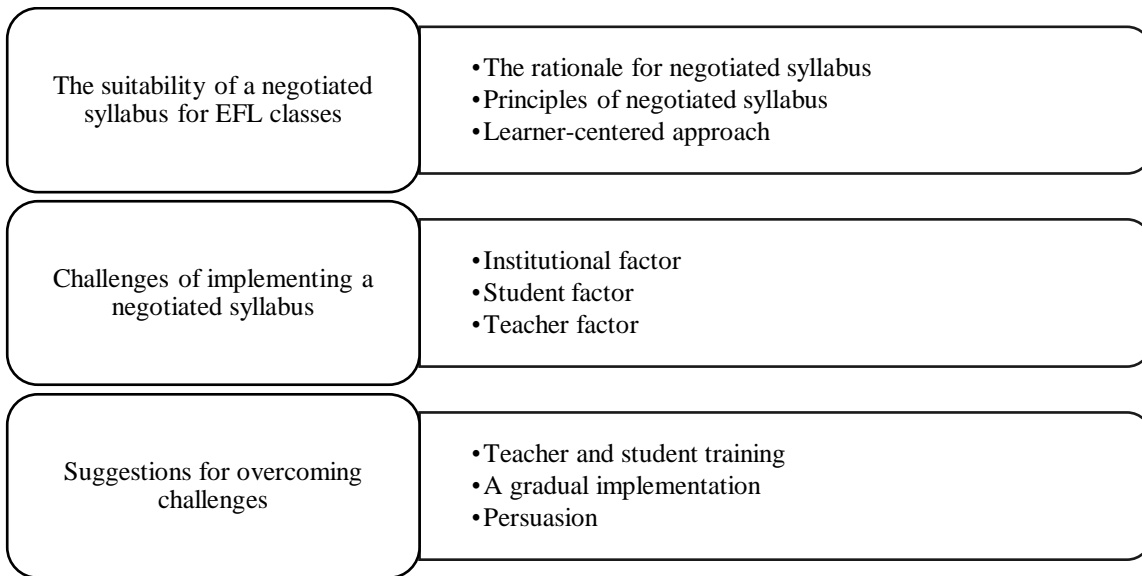 The suitability of a negotiated
syllabus for EFL classes
•The rationale for negotiated syllabus
•Principles of negotiated syllabus
•Learner-centered approach
Challenges of implementing a
negotiated syllabus
•Institutional factor
•Student factor
•Teacher factor
Suggestions for overcoming
challenges
•Teacher and student training
•A gradual implementation
•Persuasion